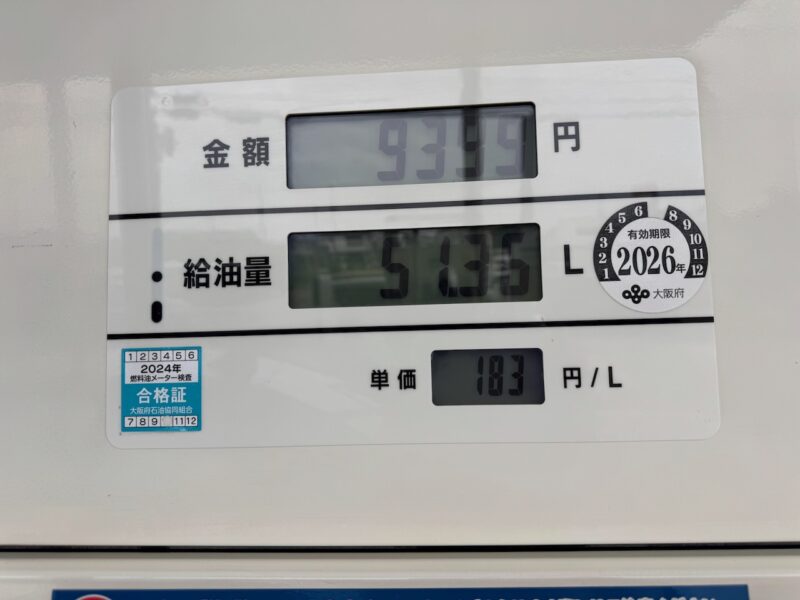 金額 9399 円
給油量 51.36 L
1 2 3 4 5 6 8 9 10 11 12
有効期限
2026年
大阪府
単価 183 円/L
1 2 3 4 5 6
2024年
燃料油メーター検査
合格証
大阪府石油協同組合
7 8 9 11 12